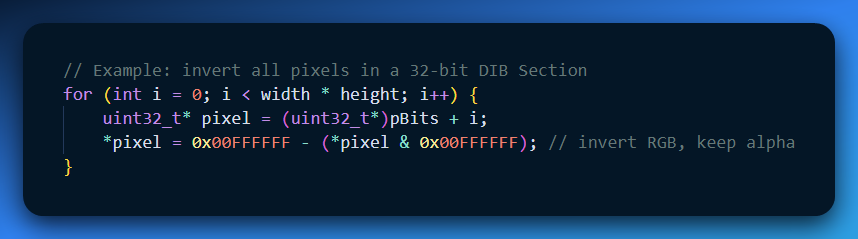 // Example: invert all pixels in a 32-bit DIB Section
for (int i = 0; i < width * height; i++) {
    uint32_t* pixel = (uint32_t*)pBits + i;
    *pixel = 0x00FFFFFF - (*pixel & 0x00FFFFFF); // invert RGB, keep alpha
}